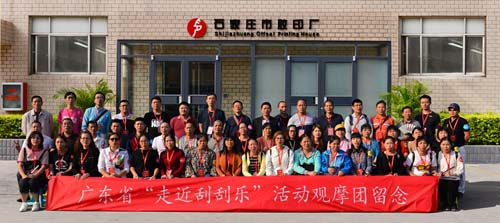 石家庄市胶印厂
Shijiazhuang Offset Printing House
广东省“走近刮刮乐”活动观摩团留念